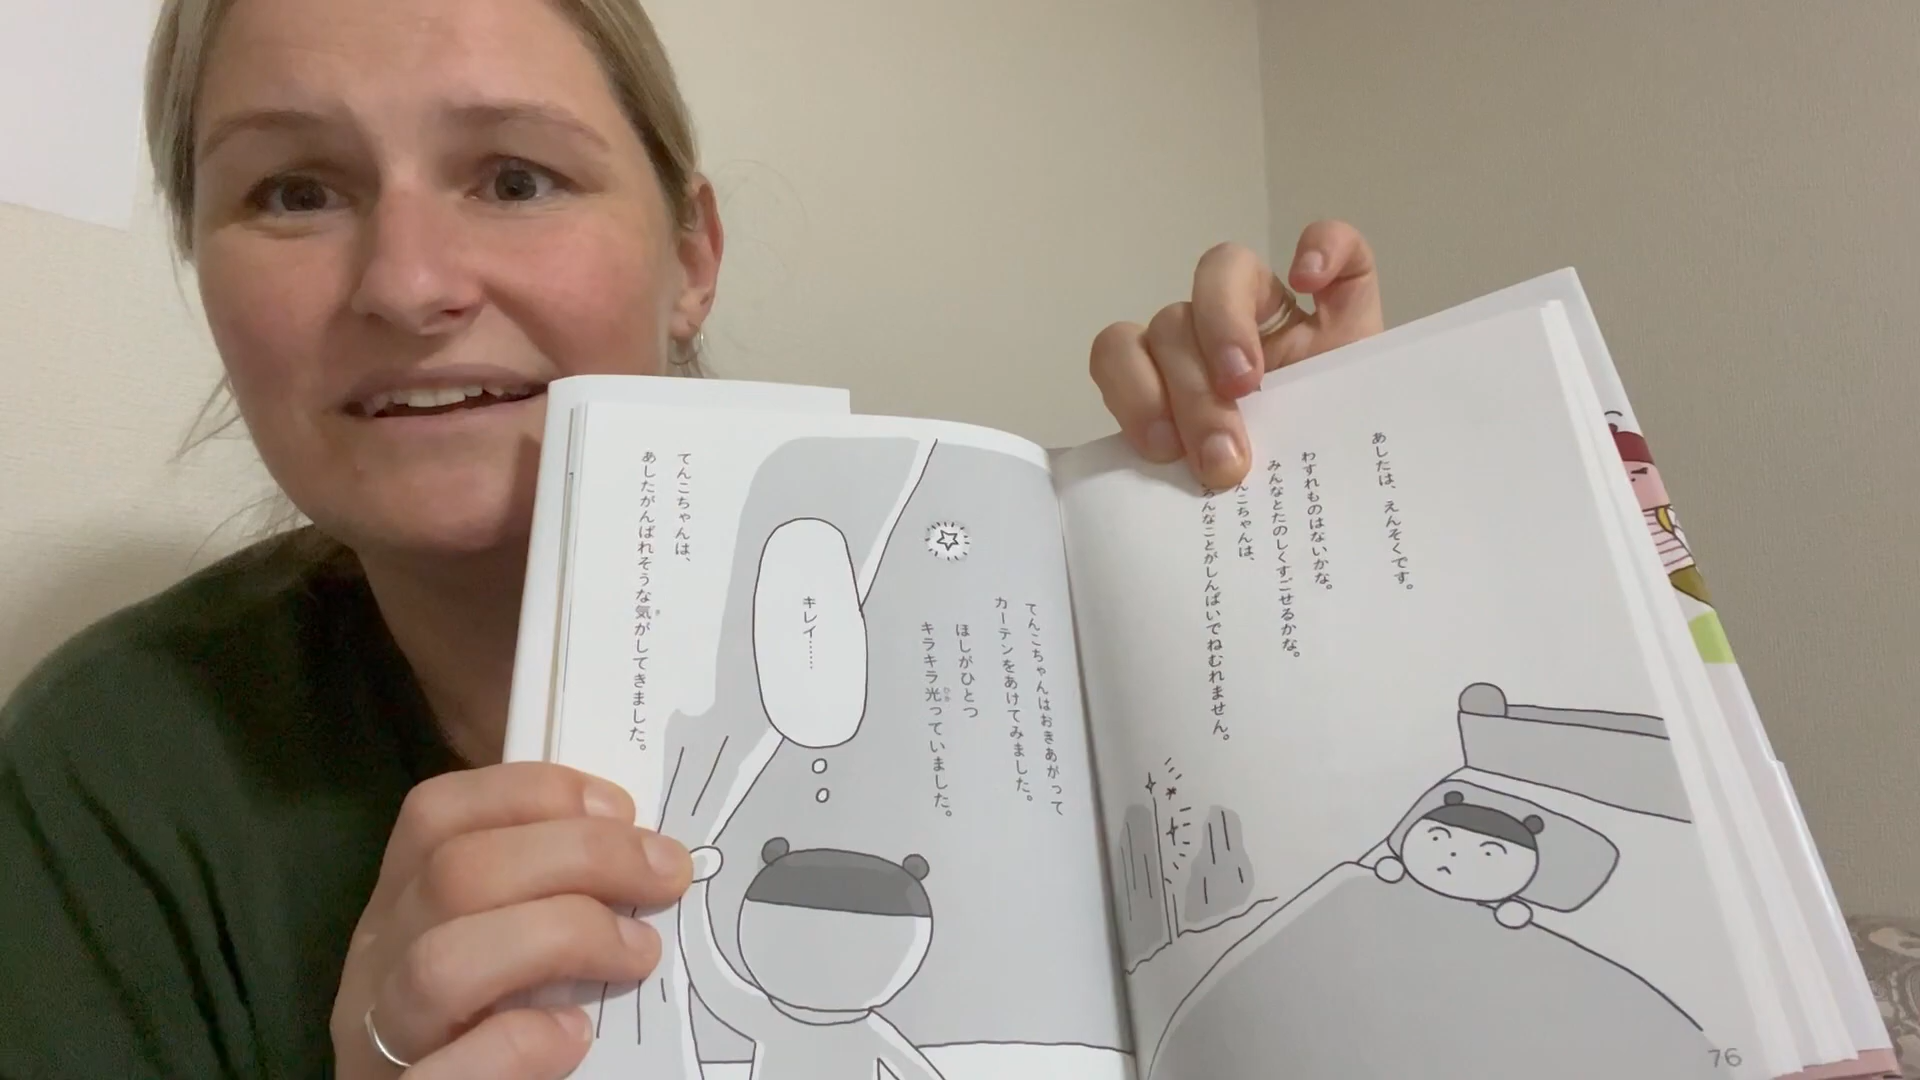 あしたは、えんそくです。
わすれものはないかな。
みんなとたのしくすごせるかな。
んこちゃんは、
ろんなことがしんぱいでねむれません。
76
てんこちゃんはおきあがって
カーテンをあけてみました。
ほしがひとつ
キラキラ光っていました。
キレイ……
てんこちゃんは、
あしたがんばれそうな気がしてきました。